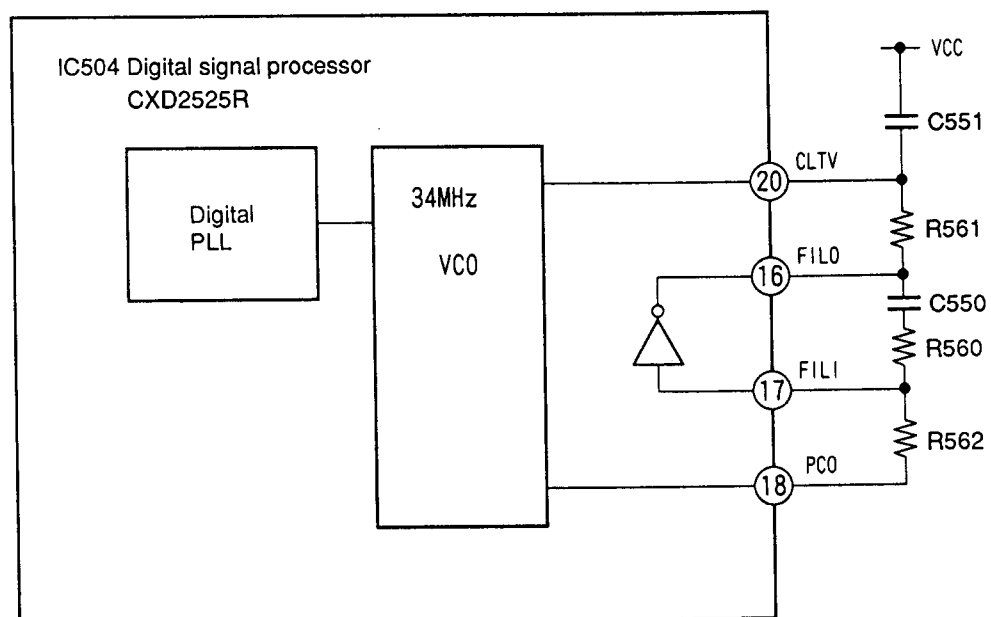 IC504 Digital signal processor
CXD2525R
Digital
PLL
34MHz
VCO
VCC
C551
20 CLTV
R561
16 FILO
C550
R560
17 FILI
R562
18 PCO